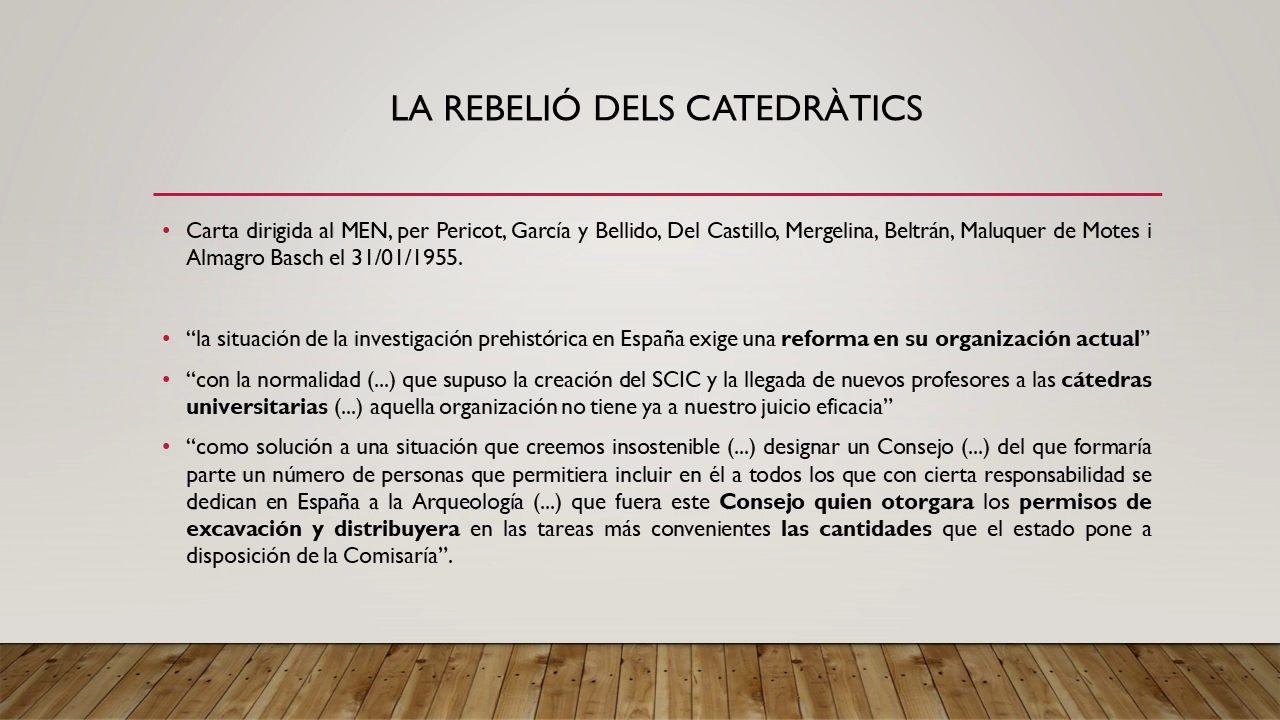 LA REBELIÓ DELS CATEDRÀTICS
• Carta dirigida al MEN, per Pericot, García y Bellido, Del Castillo, Mergelina, Beltrán, Maluquer de Motes i
Almagro Basch el 31/01/1955.
• “la situación de la investigación prehistórica en España exige una reforma en su organización actual”
• “con la normalidad (...) que supuso la creación del SCIC y la llegada de nuevos profesores a las cátedras
universitarias (...) aquella organización no tiene ya a nuestro juicio eficacia”
• “como solución a una situación que creemos insostenible (...) designar un Consejo (...) del que formaría
parte un número de personas que permitiera incluir en él a todos los que con cierta responsabilidad se
dedican en España a la Arqueología (...) que fuera este Consejo quien otorgara los permisos de
excavación y distribuyera en las tareas más convenientes las cantidades que el estado pone a
disposición de la Comisaría”.